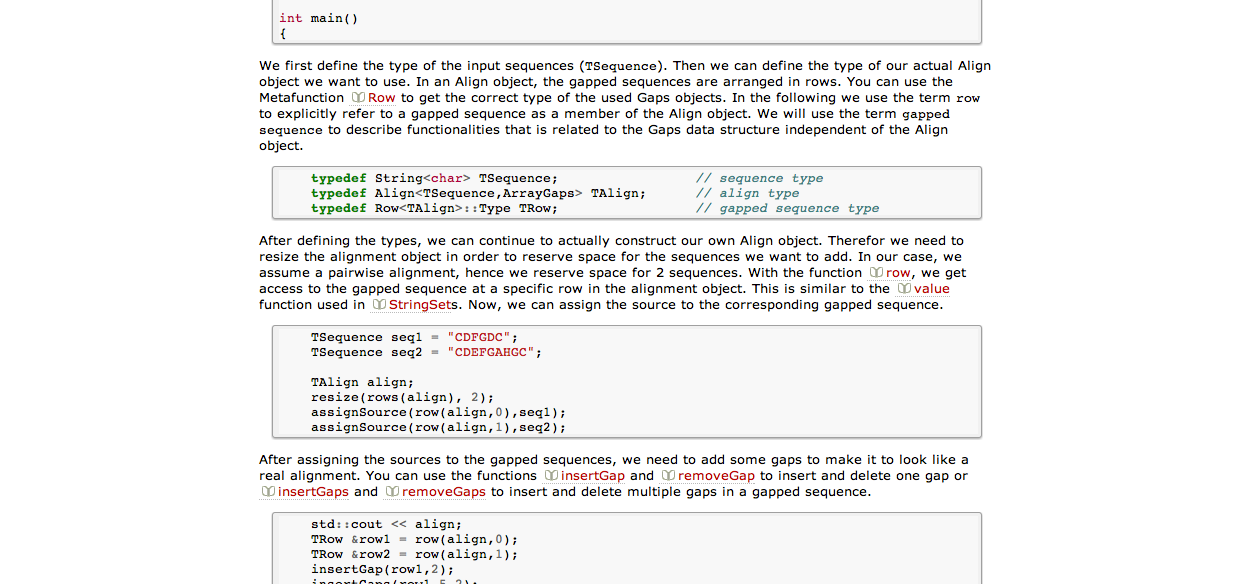 int main()
{
We first define the type of the input sequences (TSequence). Then we can define the type of our actual Align
object we want to use. In an Align object, the gapped sequences are arranged in rows. You can use the
Metafunction Row to get the correct type of the used Gaps objects. In the following we use the term row
to explicitly refer to a gapped sequence as a member of the Align object. We will use the term gapped
sequence to describe functionalities that is related to the Gaps data structure independent of the Align
object.
typedef String<char> TSequence; // sequence type
typedef Align<TSequence,ArrayGaps> TAlign; // align type
typedef Row<TAlign>::Type TRow; // gapped sequence type
After defining the types, we can continue to actually construct our own Align object. Therefor we need to
resize the alignment object in order to reserve space for the sequences we want to add. In our case, we
assume a pairwise alignment, hence we reserve space for 2 sequences. With the function row, we get
access to the gapped sequence at a specific row in the alignment object. This is similar to the value
function used in StringSets. Now, we can assign the source to the corresponding gapped sequence.
TSequence seq1 = "CDFGDC";
TSequence seq2 = "CDEFGAHGC";
TAlign align;
resize(rows(align), 2);
assignSource(row(align,0),seq1);
assignSource(row(align,1),seq2);
After assigning the sources to the gapped sequences, we need to add some gaps to make it to look like a
real alignment. You can use the functions insertGap and removeGap to insert and delete one gap or
insertGaps and removeGaps to insert and delete multiple gaps in a gapped sequence.
std::cout << align;
TRow &row1 = row(align,0);
TRow &row2 = row(align,1);
insertGap(row1,2);